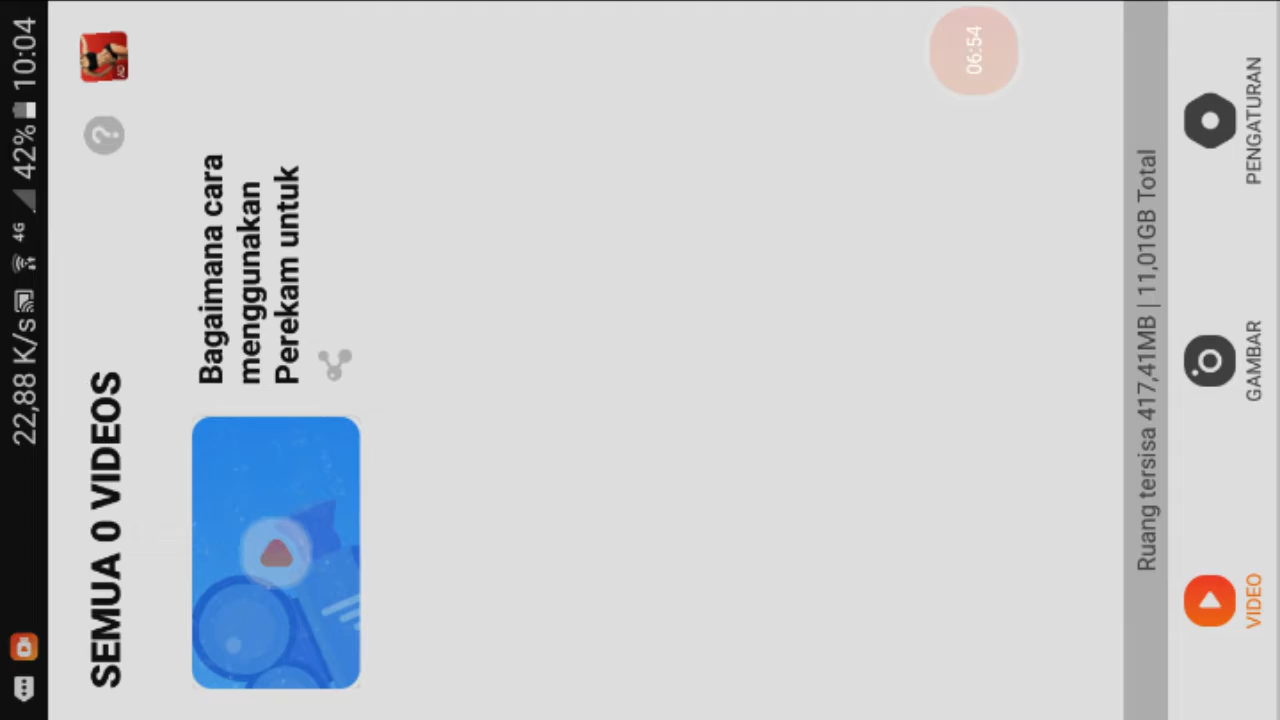 22,88 K/s 4G 42% 10:04
SEMUA 0 VIDEOS
AD
Bagaimana cara
menggunakan
Perekam untuk
06:54
Ruang tersisa 417,41MB | 11,01GB Total
VIDEO
GAMBAR
PENGATURAN